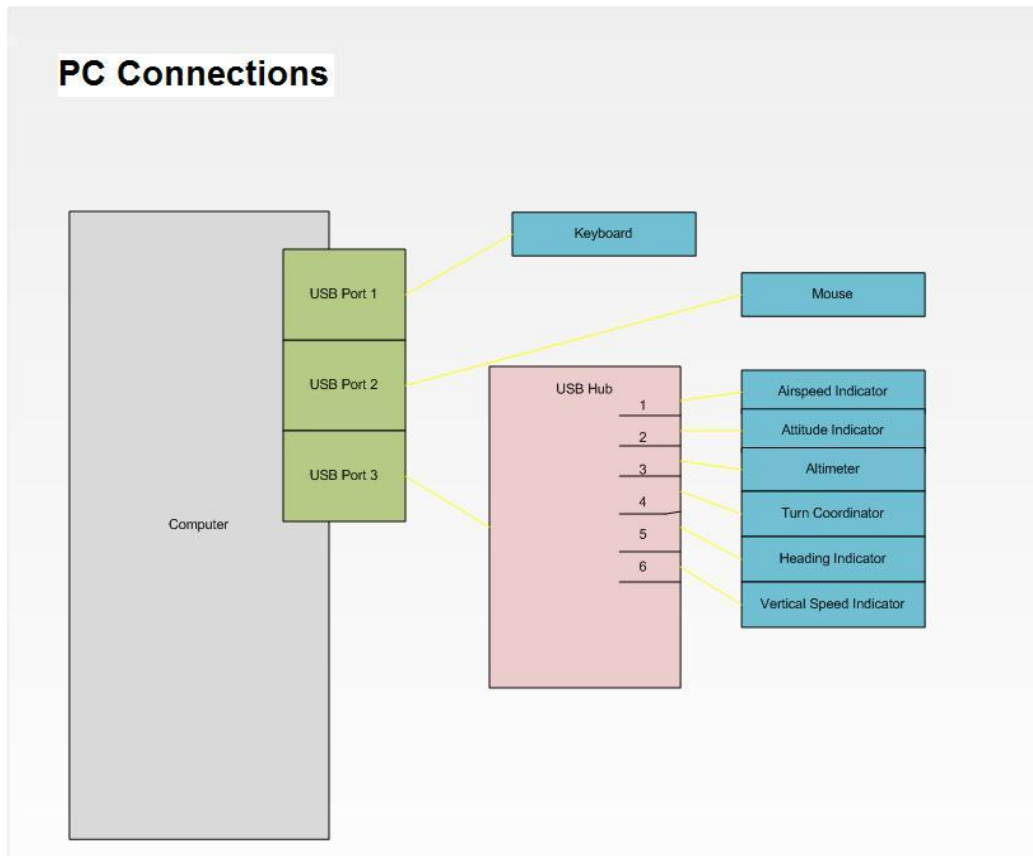 PC Connections
Keyboard
USB Port 1
Mouse
USB Port 2
USB Hub
1
Airspeed Indicator
2
Attitude Indicator
3
Altimeter
USB Port 3
4
Turn Coordinator
Computer
5
Heading Indicator
6
Vertical Speed Indicator